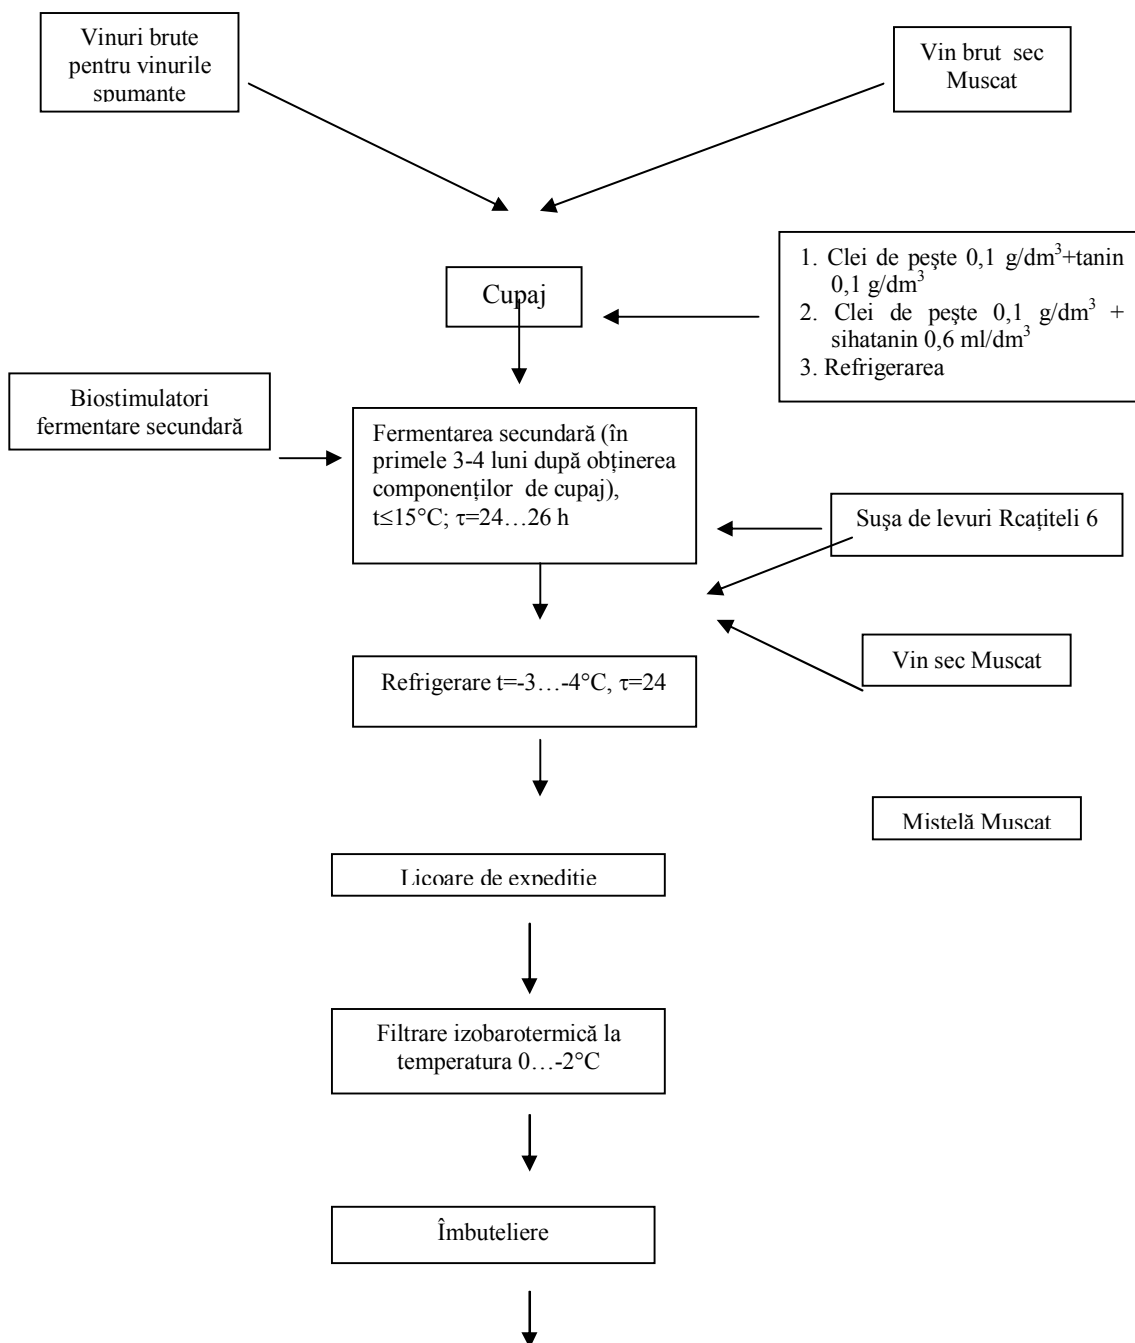 Vinuri brute
pentru vinurile
spumante
Vin brut sec
Muscat
1. Clei de peşte 0,1 g/dm³+tanin
0,1 g/dm³
2. Clei de peşte 0,1 g/dm³ +
sihatanin 0,6 ml/dm³
3. Refrigerarea
Cupaj
Biostimulatori
fermentare secundară
Fermentarea secundară (în
primele 3-4 luni după obținerea
componenților de cupaj),
t≤15°C; τ=24…26 h
Suşa de levuri Rcațiteli 6
Vin sec Muscat
Refrigerare t=-3…-4°C, τ=24
Mistelă Muscat
Licoare de expediție
Filtrare izobarotermică la
temperatura 0…-2°C
Îmbuteliere